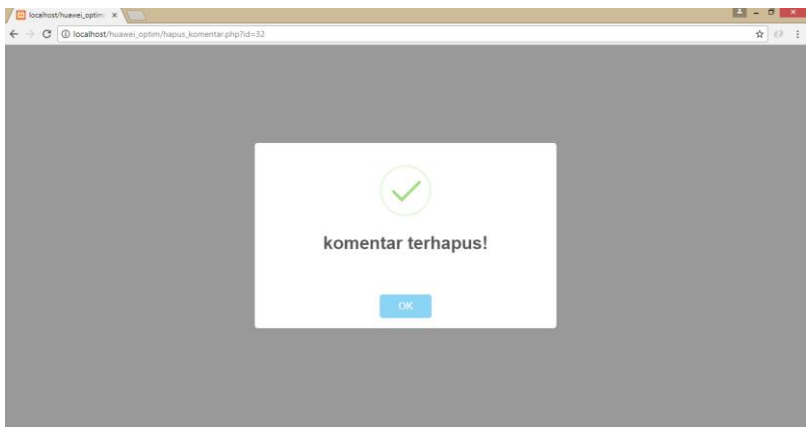 localhost/huawei_optim
localhost/huawei_optim/hapus_komentar.php?id=32
komentar terhapus!
OK